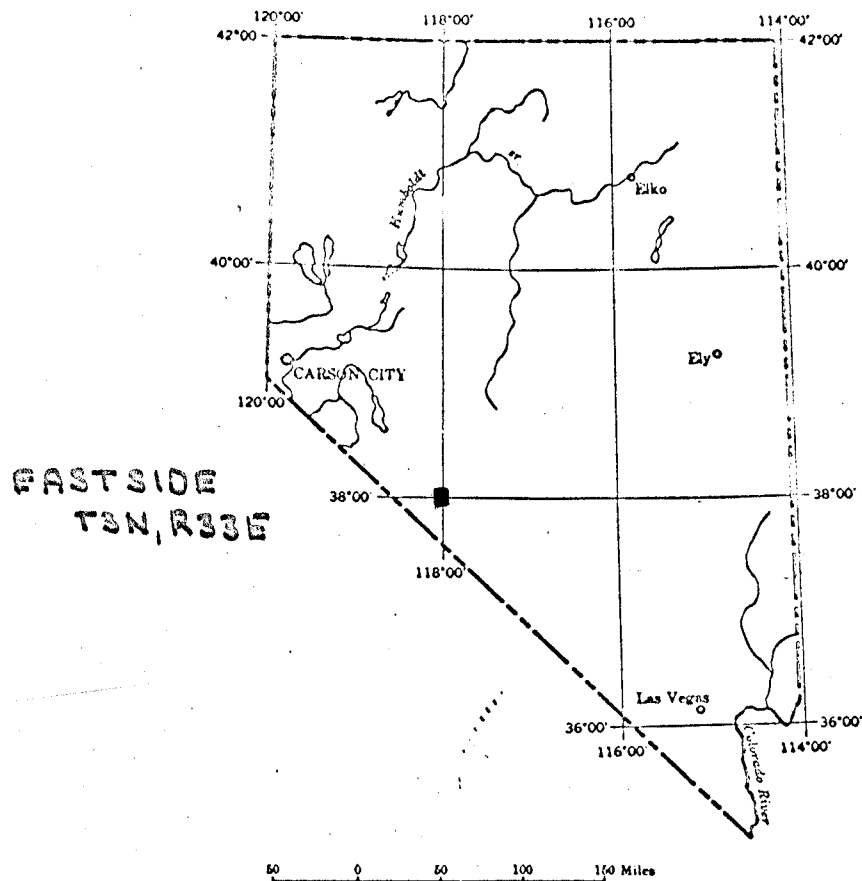 120°00' 118°00' 116°00' 114°00'
42°00' 42°00'
Humboldt
Elko
40°00' 40°00'
Ely
CARSON CITY
120°00'
EASTSIDE
T3N, R33E
38°00' 38°00'
118°00'
Las Vegas
36°00' 36°00'
116°00' 114°00'
Colorado River
50 0 50 100 150 Miles